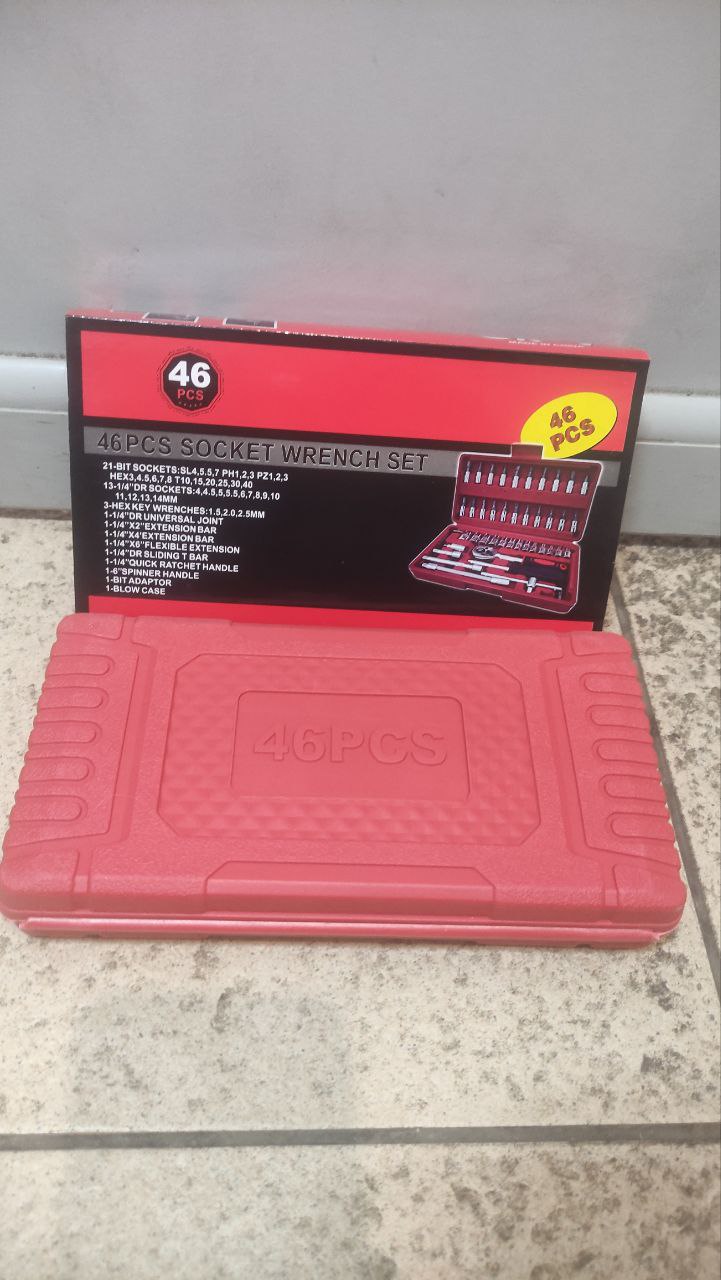 46
PCS
46
PCS
46PCS SOCKET WRENCH SET
21-BIT SOCKETS:SL4,5.5,7 PH1,2,3 PZ1,2,3
HEX3,4,5,6,7,8 T10,15,20,25,30,40
13-1/4"DR SOCKETS:4,4.5,5,5.5,6,7,8,9,10
11,12,13,14MM
3-HEX KEY WRENCHES:1.5,2.0,2.5MM
1-1/4"DR UNIVERSAL JOINT
1-1/4"X2"EXTENSION BAR
1-1/4"X4"EXTENSION BAR
1-1/4"X6"FLEXIBLE EXTENSION
1-1/4"DR SLIDING T BAR
1-1/4"QUICK RATCHET HANDLE
1-6"SPINNER HANDLE
1-BIT ADAPTOR
1-BLOW CASE
46PCS